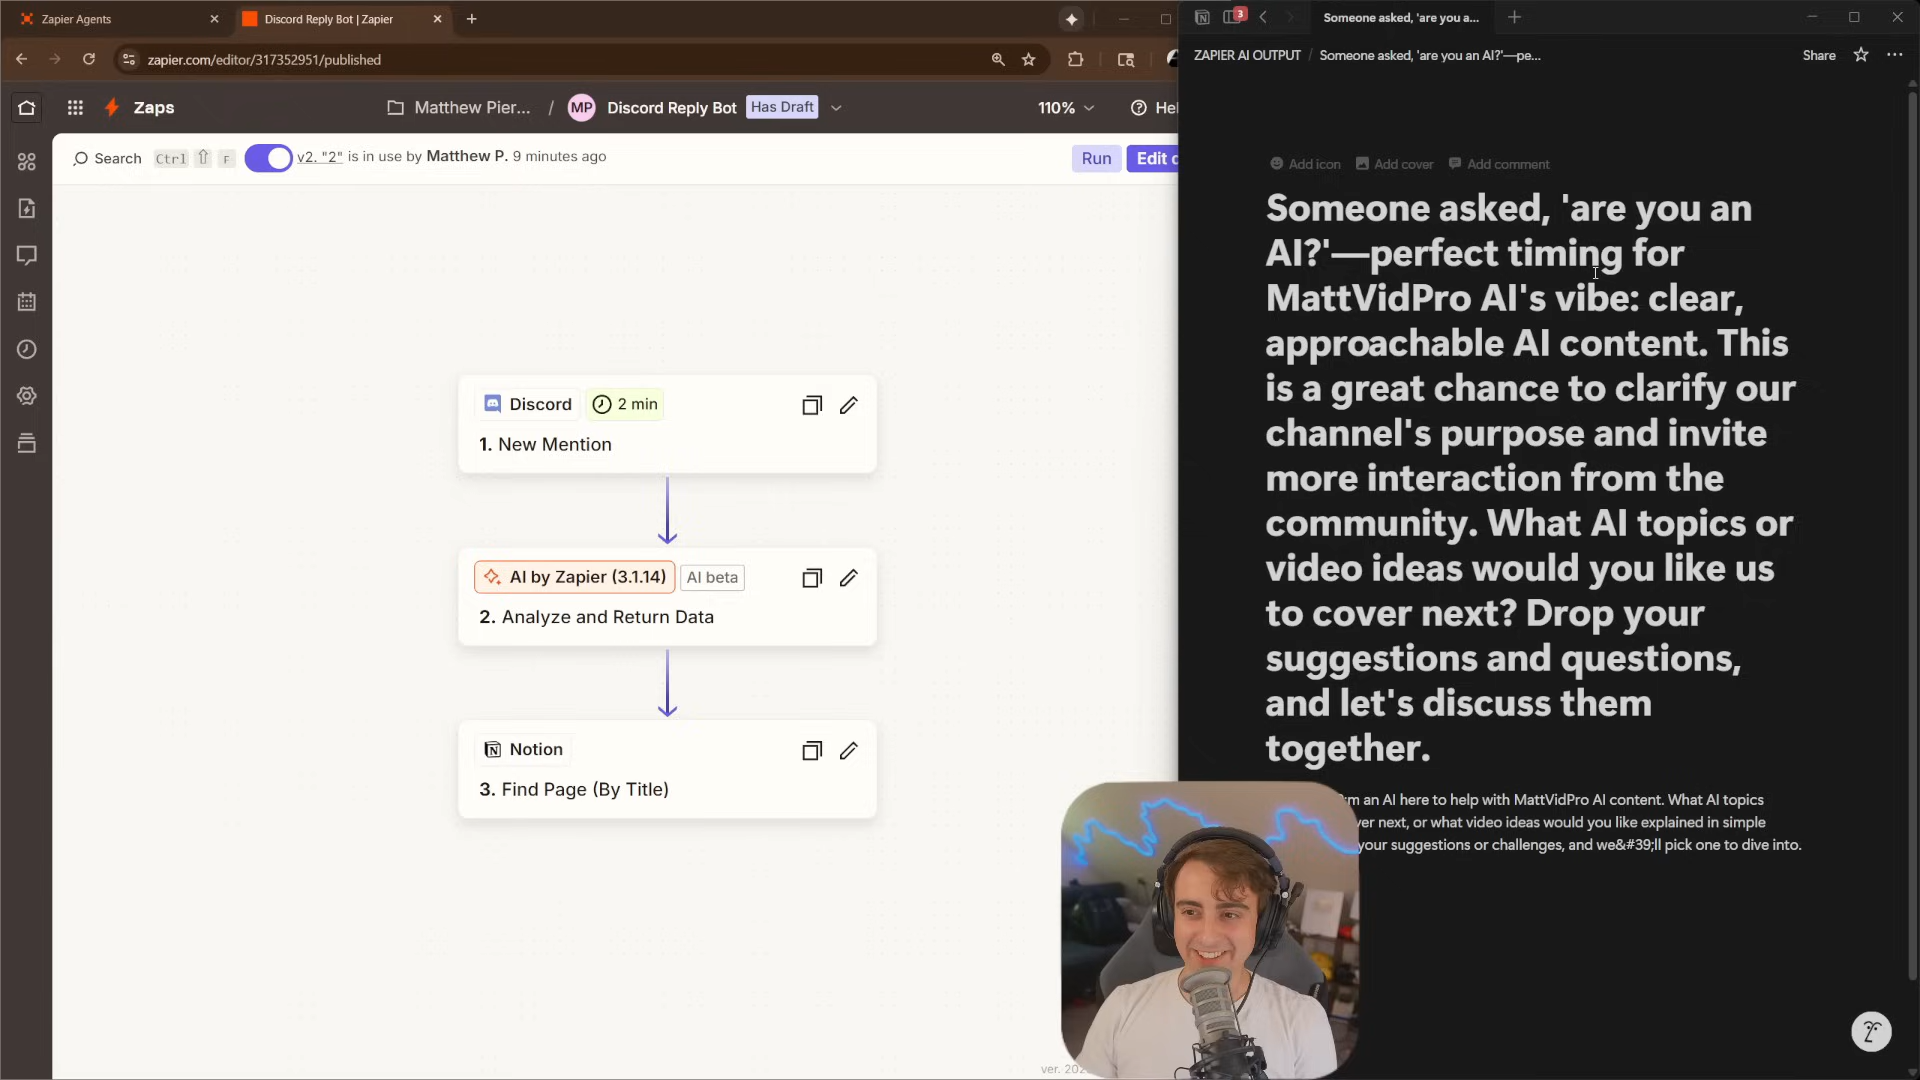 Zapier Agents
Discord Reply Bot | Zapier
zapier.com/editor/317352951/published
Zaps
Matthew Pier... / MP Discord Reply Bot Has Draft
110%
Hel
Search Ctrl ⇧ F
v2. "2" is in use by Matthew P. 9 minutes ago
Run
Edit
Discord 2 min
1. New Mention
AI by Zapier (3.1.14) AI beta
2. Analyze and Return Data
Notion
3. Find Page (By Title)
3
Someone asked, 'are you a...
ZAPIER AI OUTPUT / Someone asked, 'are you an AI?'—pe...
Share
Add icon Add cover Add comment
Someone asked, 'are you an
AI?'—perfect timing for
MattVidPro AI's vibe: clear,
approachable AI content. This
is a great chance to clarify our
channel's purpose and invite
more interaction from the
community. What AI topics or
video ideas would you like us
to cover next? Drop your
suggestions and questions,
and let's discuss them
together.
an AI here to help with MattVidPro AI content. What AI topics
next, or what video ideas would you like explained in simple
your suggestions or challenges, and we&#39;ll pick one to dive into.